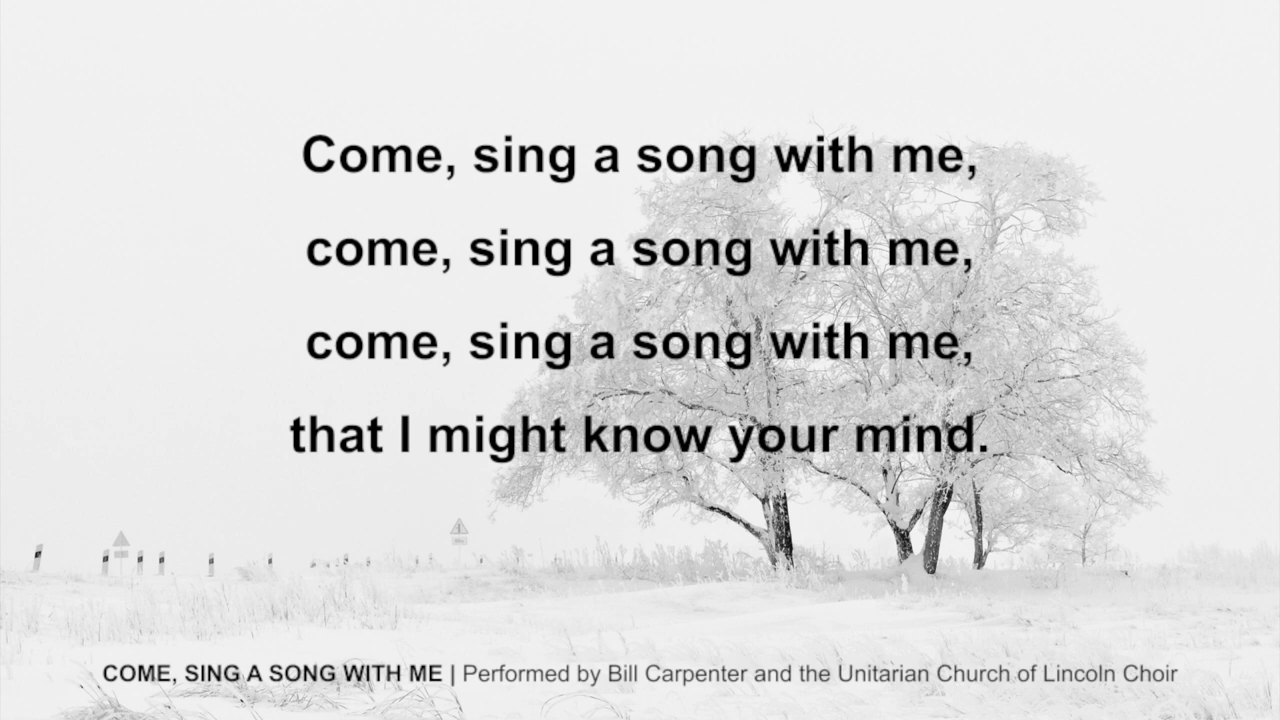 Come, sing a song with me,
come, sing a song with me,
come, sing a song with me,
that I might know your mind.
COME, SING A SONG WITH ME | Performed by Bill Carpenter and the Unitarian Church of Lincoln Choir